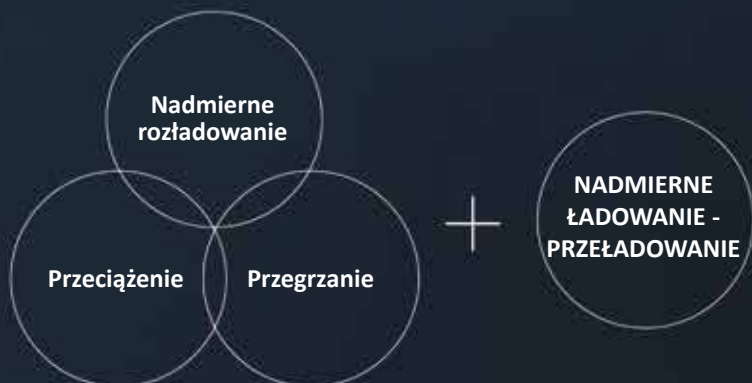 Nadmierne
rozładowanie
Przeciążenie
Przegrzanie
+
NADMIERNE
ŁADOWANIE -
PRZEŁADOWANIE